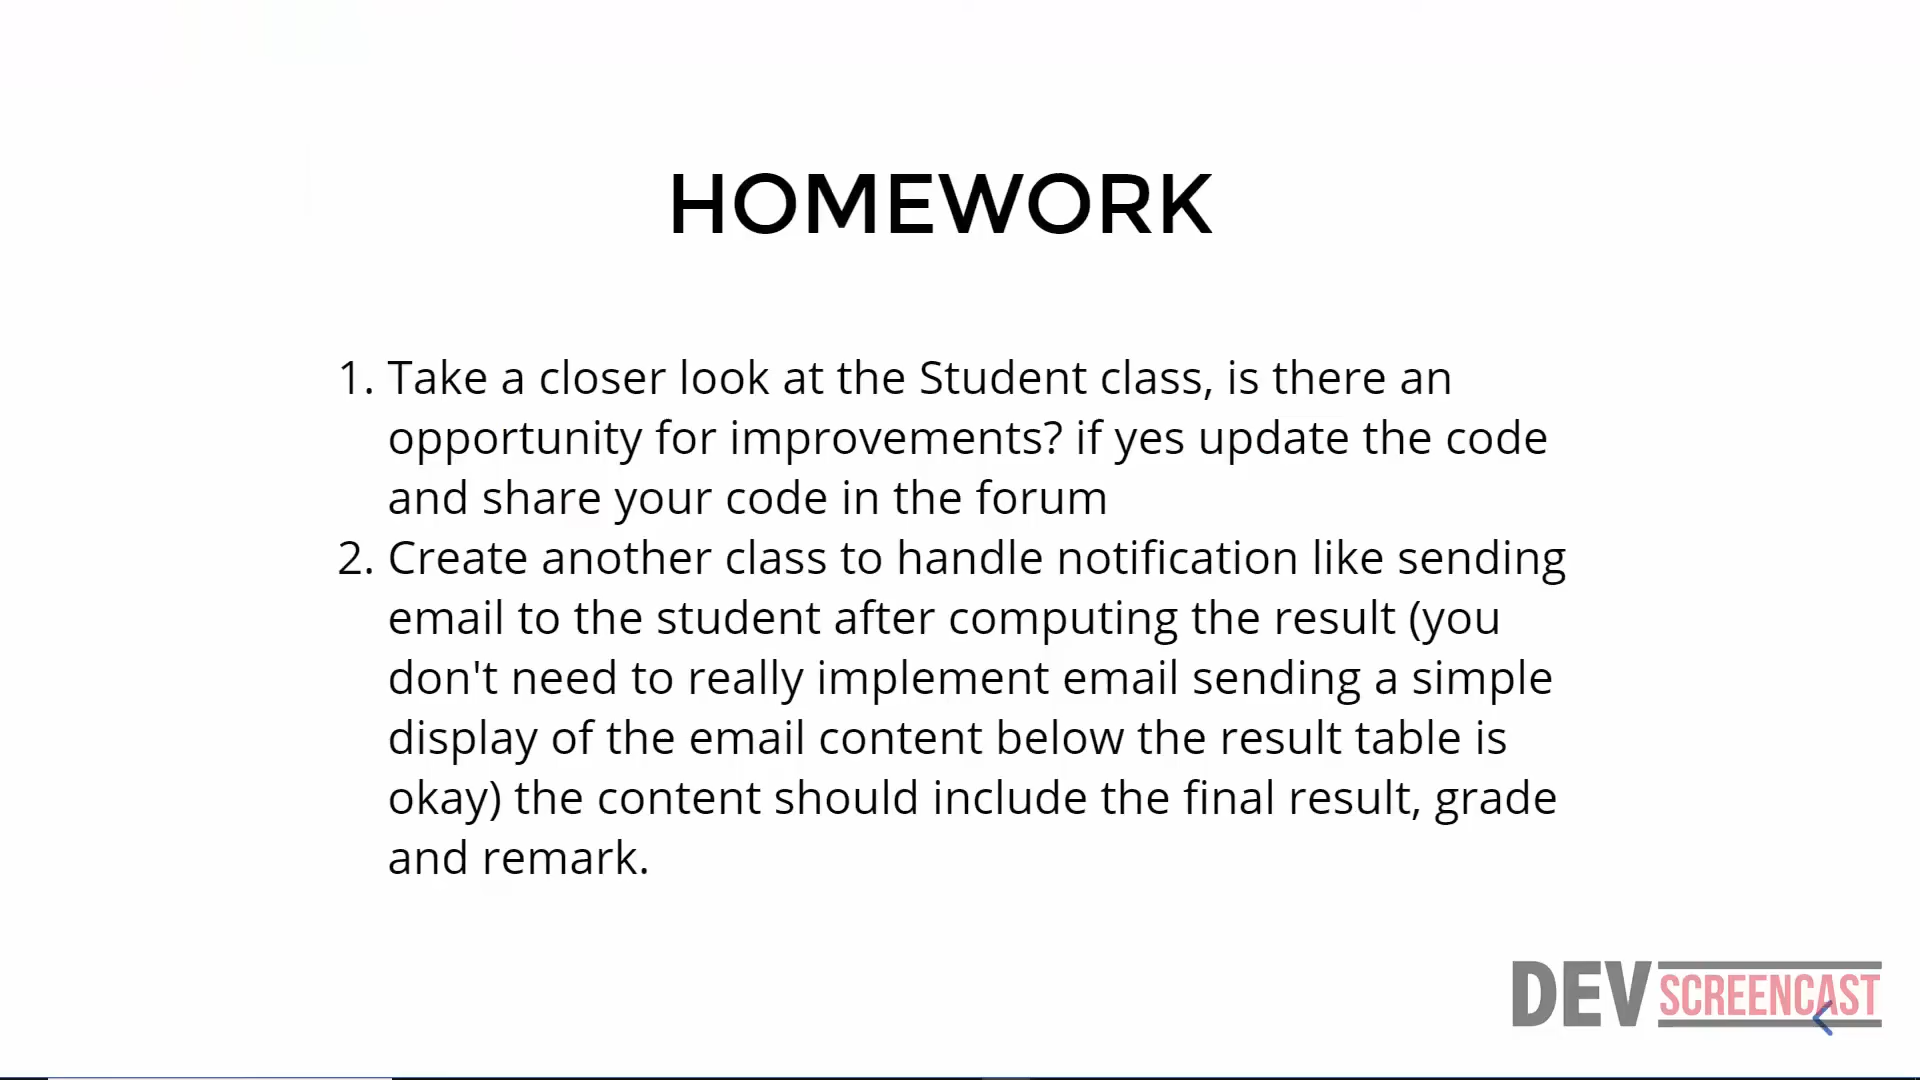 HOMEWORK
1. Take a closer look at the Student class, is there an
opportunity for improvements? if yes update the code
and share your code in the forum
2. Create another class to handle notification like sending
email to the student after computing the result (you
don't need to really implement email sending a simple
display of the email content below the result table is
okay) the content should include the final result, grade
and remark.
DEV SCREENCAST